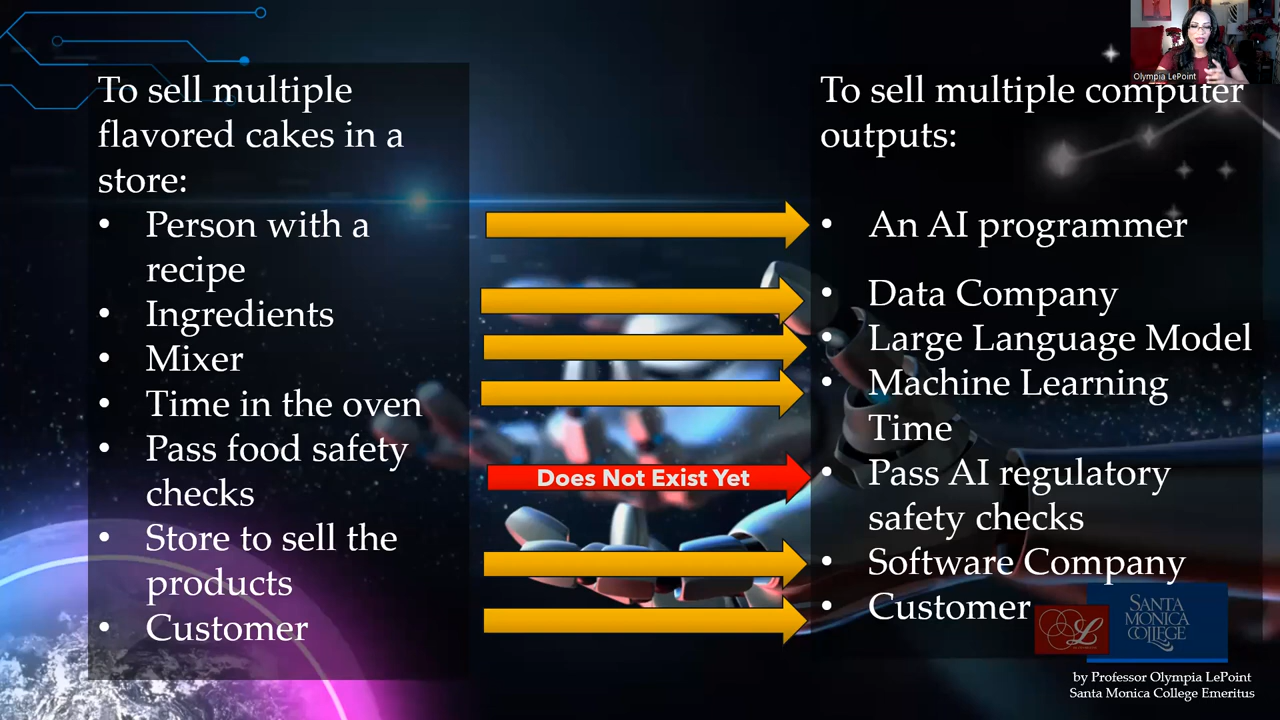 To sell multiple
flavored cakes in a
store:
• Person with a
recipe
• Ingredients
• Mixer
• Time in the oven
• Pass food safety
checks
• Store to sell the
products
• Customer
Does Not Exist Yet
To sell multiple computer
outputs:
• An AI programmer
• Data Company
• Large Language Model
• Machine Learning
Time
• Pass AI regulatory
safety checks
• Software Company
• Customer
Olympia LePoint
L
SANTA
MONICA
COLLEGE
by Professor Olympia LePoint
Santa Monica College Emeritus